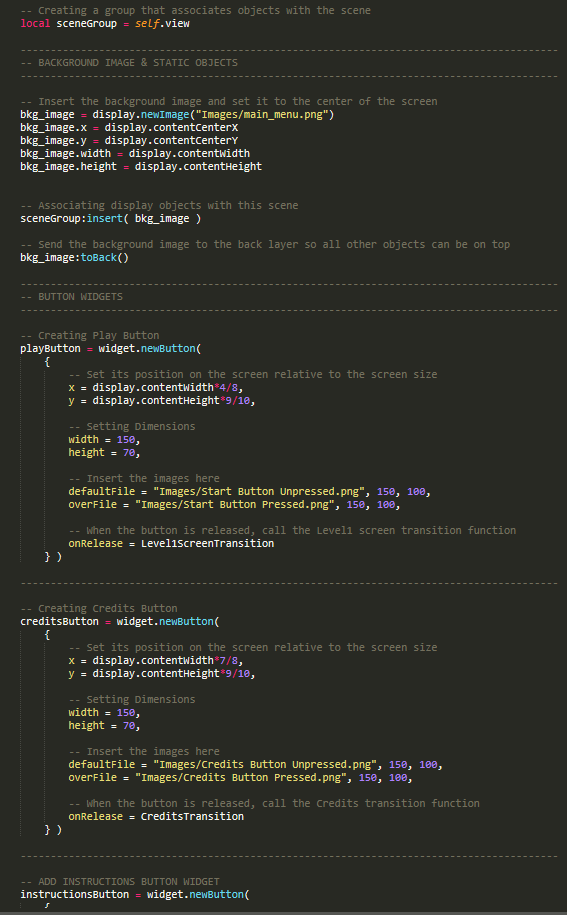 -- Creating a group that associates objects with the scene
local sceneGroup = self.view
-----------------------------------------------------------------------------------------
-- BACKGROUND IMAGE & STATIC OBJECTS
-----------------------------------------------------------------------------------------
-- Insert the background image and set it to the center of the screen
bkg_image = display.newImage("Images/main_menu.png")
bkg_image.x = display.contentCenterX
bkg_image.y = display.contentCenterY
bkg_image.width = display.contentWidth
bkg_image.height = display.contentHeight
-- Associating display objects with this scene
sceneGroup:insert( bkg_image )
-- Send the background image to the back layer so all other objects can be on top
bkg_image:toBack()
-----------------------------------------------------------------------------------------
-- BUTTON WIDGETS
-----------------------------------------------------------------------------------------
-- Creating Play Button
playButton = widget.newButton(
{
-- Set its position on the screen relative to the screen size
x = display.contentWidth*4/8,
y = display.contentHeight*9/10,
-- Setting Dimensions
width = 150,
height = 70,
-- Insert the images here
defaultFile = "Images/Start Button Unpressed.png", 150, 100,
overFile = "Images/Start Button Pressed.png", 150, 100,
-- When the button is released, call the Level1 screen transition function
onRelease = Level1ScreenTransition
} )
-----------------------------------------------------------------------------------------
-- Creating Credits Button
creditsButton = widget.newButton(
{
-- Set its position on the screen relative to the screen size
x = display.contentWidth*7/8,
y = display.contentHeight*9/10,
-- Setting Dimensions
width = 150,
height = 70,
-- Insert the images here
defaultFile = "Images/Credits Button Unpressed.png", 150, 100,
overFile = "Images/Credits Button Pressed.png", 150, 100,
-- When the button is released, call the Credits transition function
onRelease = CreditsTransition
} )
-----------------------------------------------------------------------------------------
-- ADD INSTRUCTIONS BUTTON WIDGET
instructionsButton = widget.newButton(
{